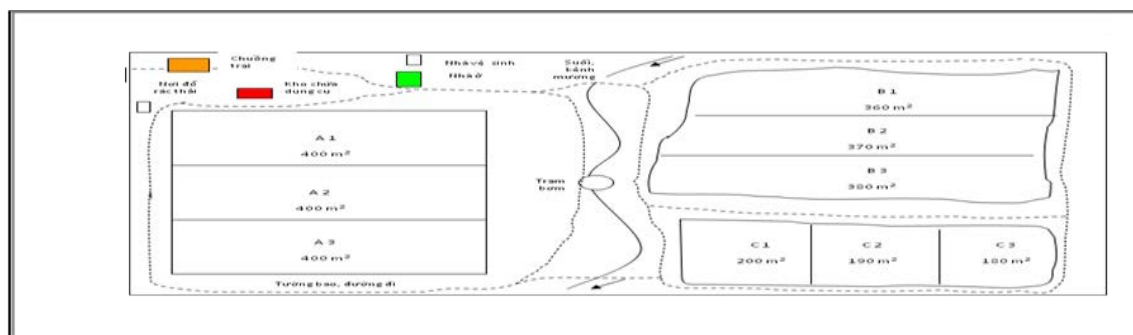 Chuồng
trại
Nhà vệ sinh
Nhà ở
Suối,
kênh
mương
Nơi đổ
rác thải
Kho chứa
dụng cụ
A 1
400 m²
A 2
400 m²
A 3
400 m²
Tường bao, đường đi
Trạm
bơm
B 1
360 m²
B 2
370 m²
B 3
380 m²
C 1
200 m²
C 2
190 m²
C 3
180 m²